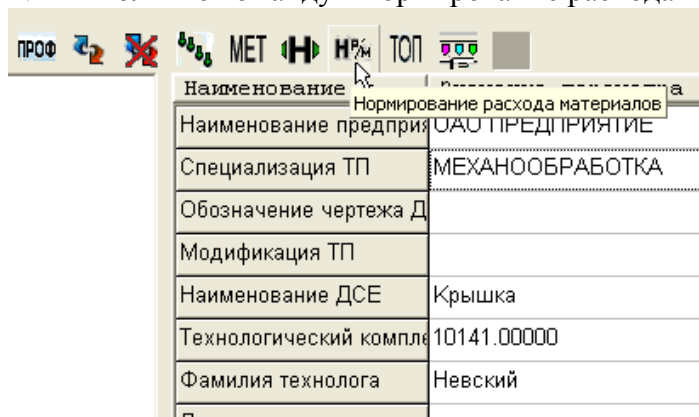 ПРОФ МЕТ Н Н Р/М ТОП
Наименование
Нормирование расхода материалов
Наименование предприя ОАО ПРЕДПРИЯТИЕ
Специализация ТП МЕХАНООБРАБОТКА
Обозначение чертежа Д
Модификация ТП
Наименование ДСЕ Крышка
Технологический компле 10141.00000
Фамилия технолога Невский